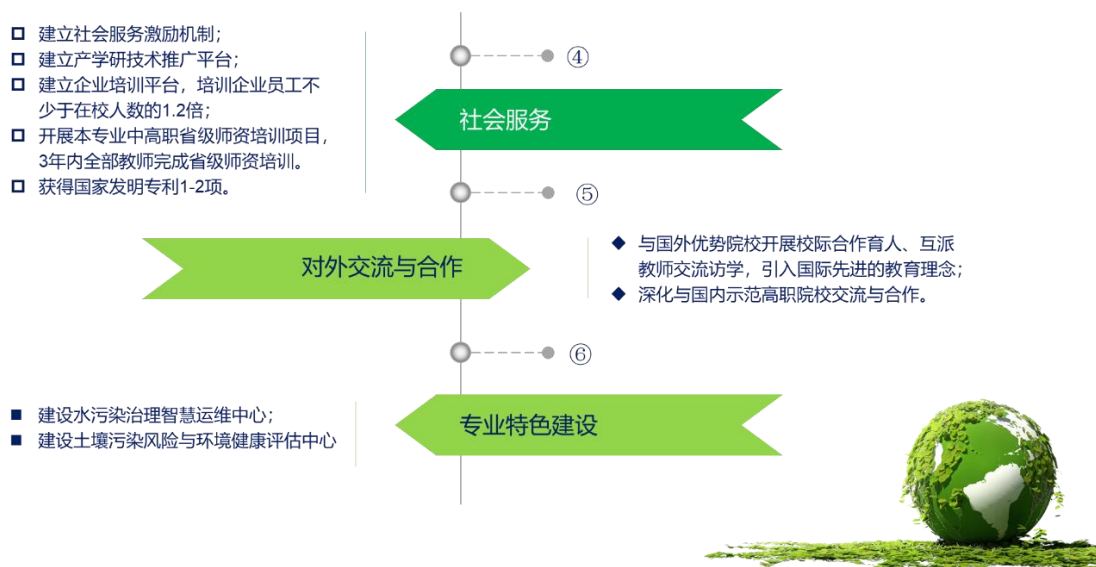 ④
建立社会服务激励机制；
建立产学研技术推广平台；
建立企业培训平台，培训企业员工不
少于在校人数的1.2倍；
开展本专业中高职省级师资培训项目，
3年内全部教师完成省级师资培训。
获得国家发明专利1-2项。
社会服务
⑤
对外交流与合作
与国外优势院校开展校际合作育人、互派
教师交流访学，引入国际先进的教育理念；
深化与国内示范高职院校交流与合作。
⑥
建设水污染治理智慧运维中心；
建设土壤污染风险与环境健康评估中心
专业特色建设